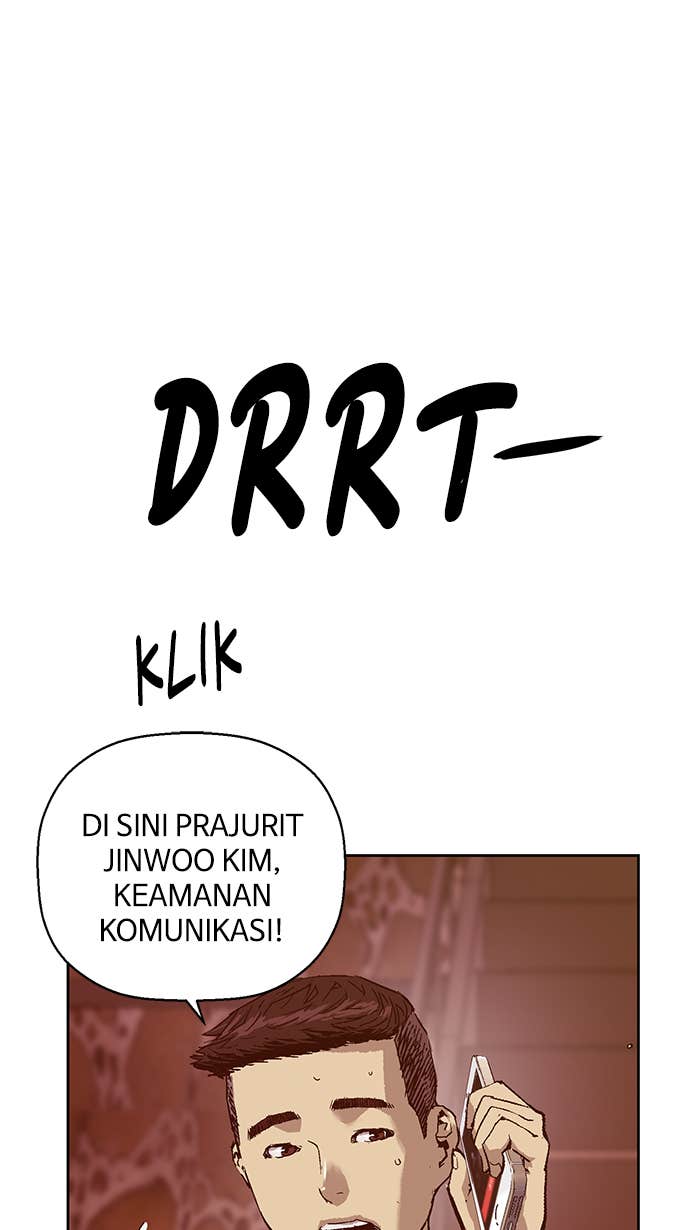 DRRT—
KLIK
DI SINI PRAJURIT
JINWOO KIM,
KEAMANAN
KOMUNIKASI!